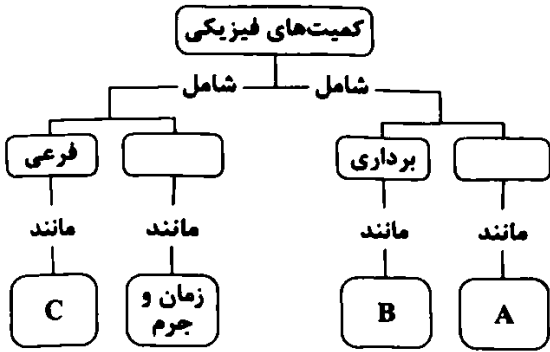 کمیت‌های فیزیکی
شامل
شامل
برداری
فرعی
مانند
مانند
مانند
مانند
A
B
زمان و
جرم
C